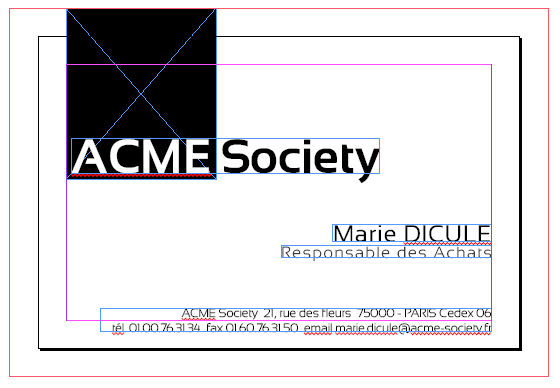 ACME Society
Marie DICULE
Responsable des Achats
ACME Society 21, rue des fleurs 75000 - PARIS Cedex 06
tél. 01.00.76.31.34 fax 01.60.76.31.50 email marie.dicule@acme-society.fr